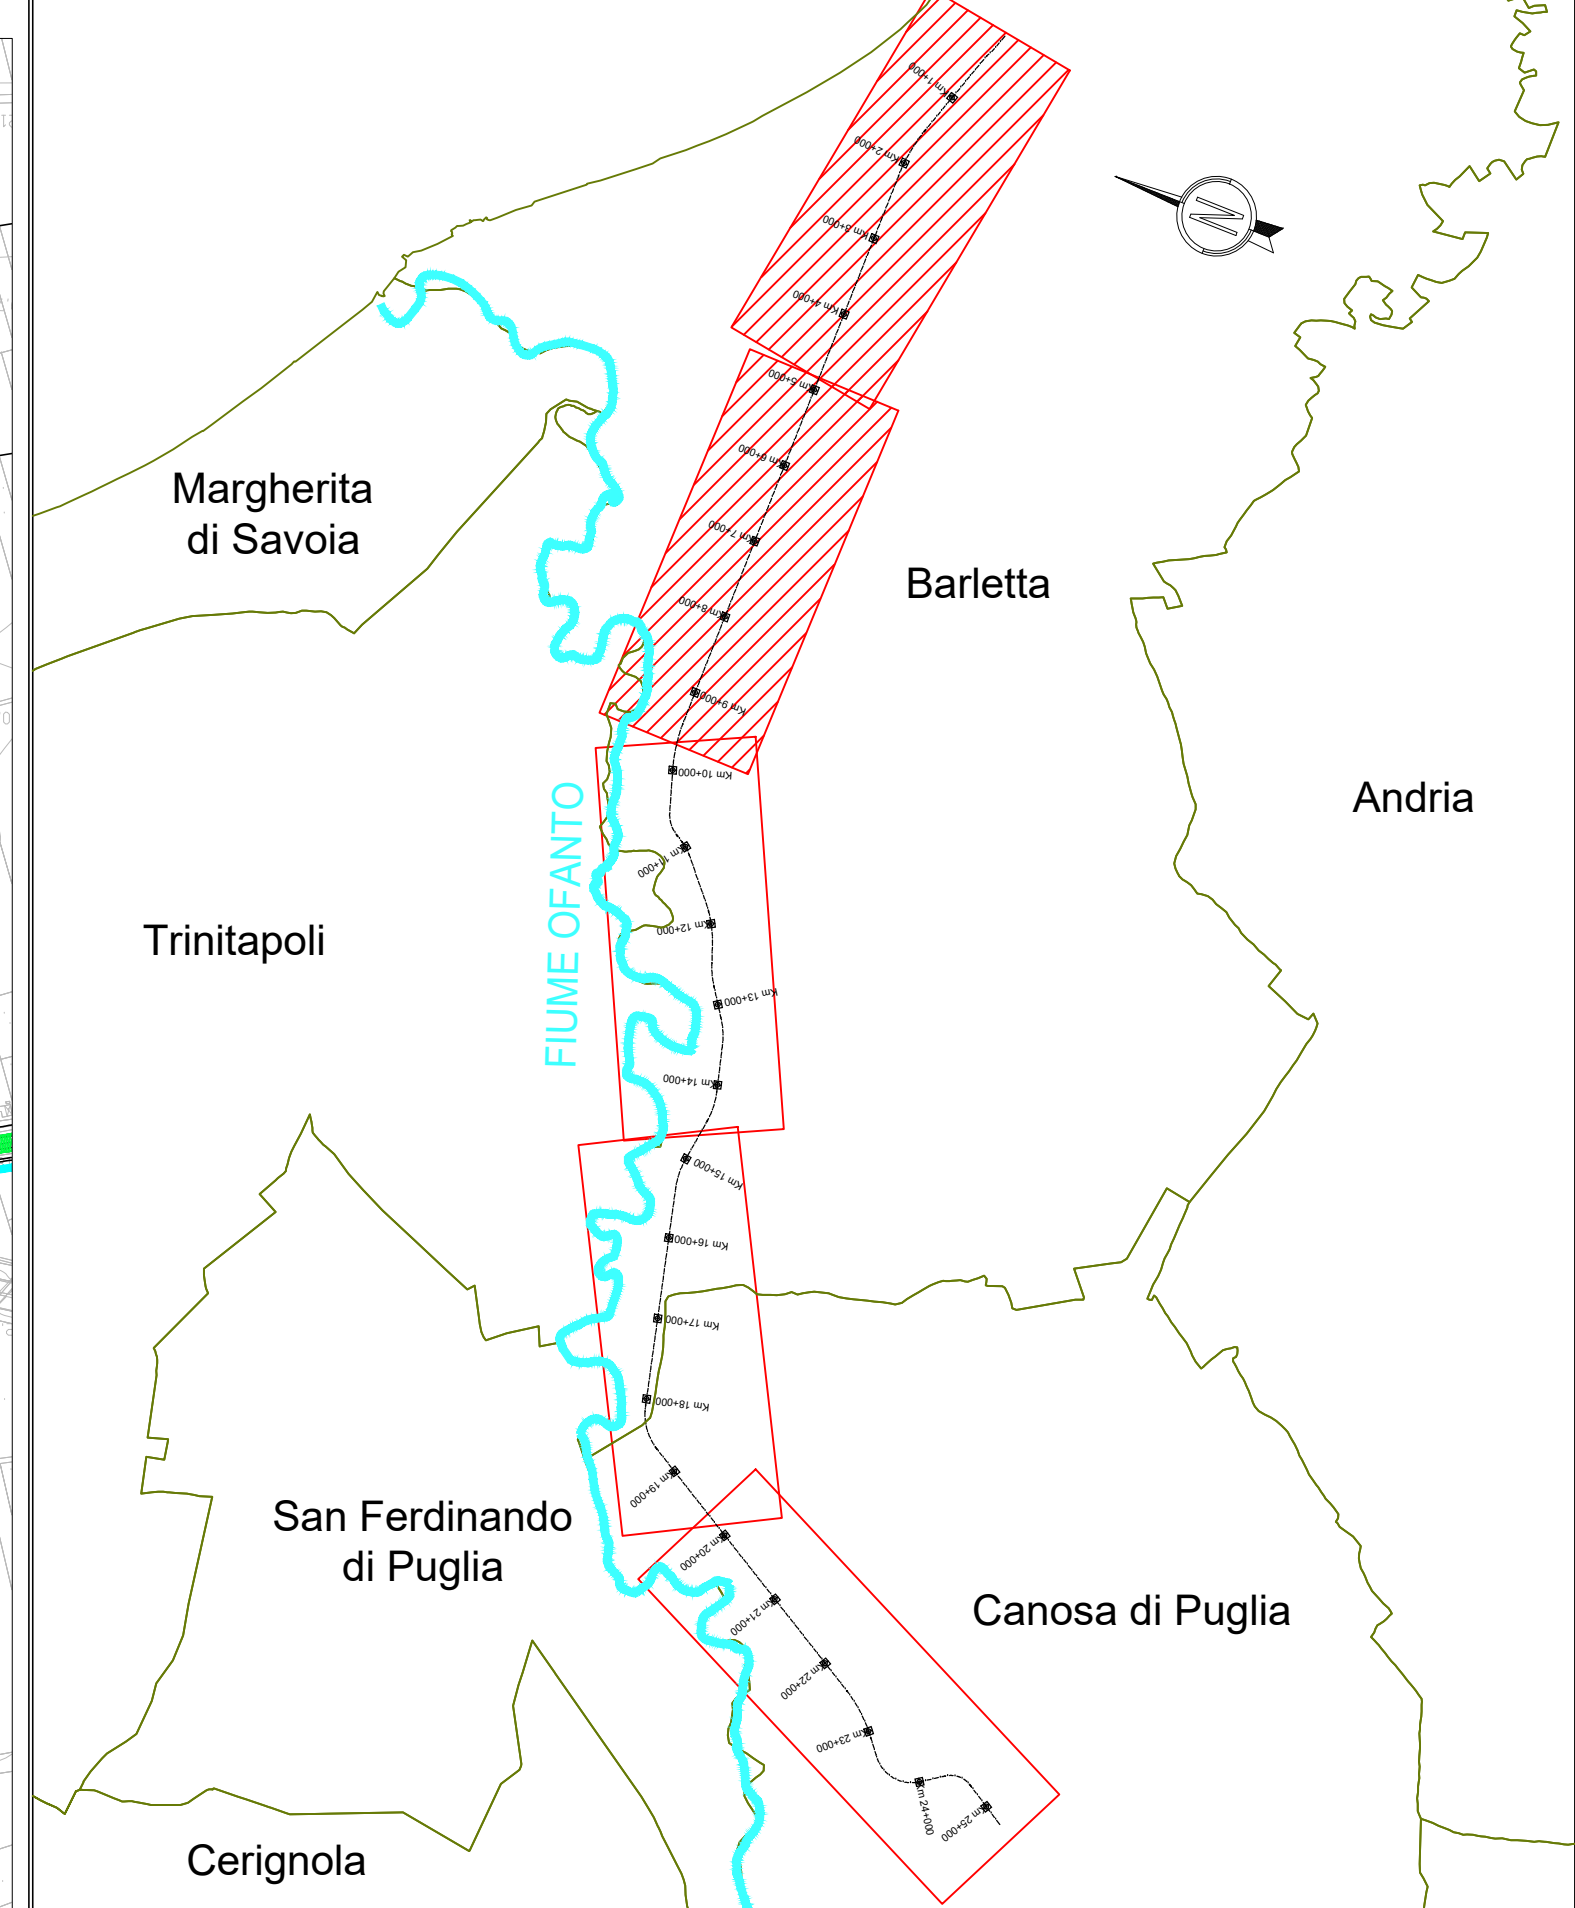 Km 1+000
Km 2+000
N
Km 3+000
Km 4+000
Km 5+000
Km 6+000
Margherita
di Savoia
Km 7+000
Barletta
Km 8+000
Km 9+000
Km 10+000
Andria
FIUME OFANTO
Km 11+000
Km 12+000
Trinitapoli
Km 13+000
Km 14+000
Km 15+000
Km 16+000
Km 17+000
Km 18+000
Km 19+000
San Ferdinando
di Puglia
Km 20+000
Km 21+000
Canosa di Puglia
Km 22+000
Km 23+000
Km 24+000
Km 25+000
Cerignola